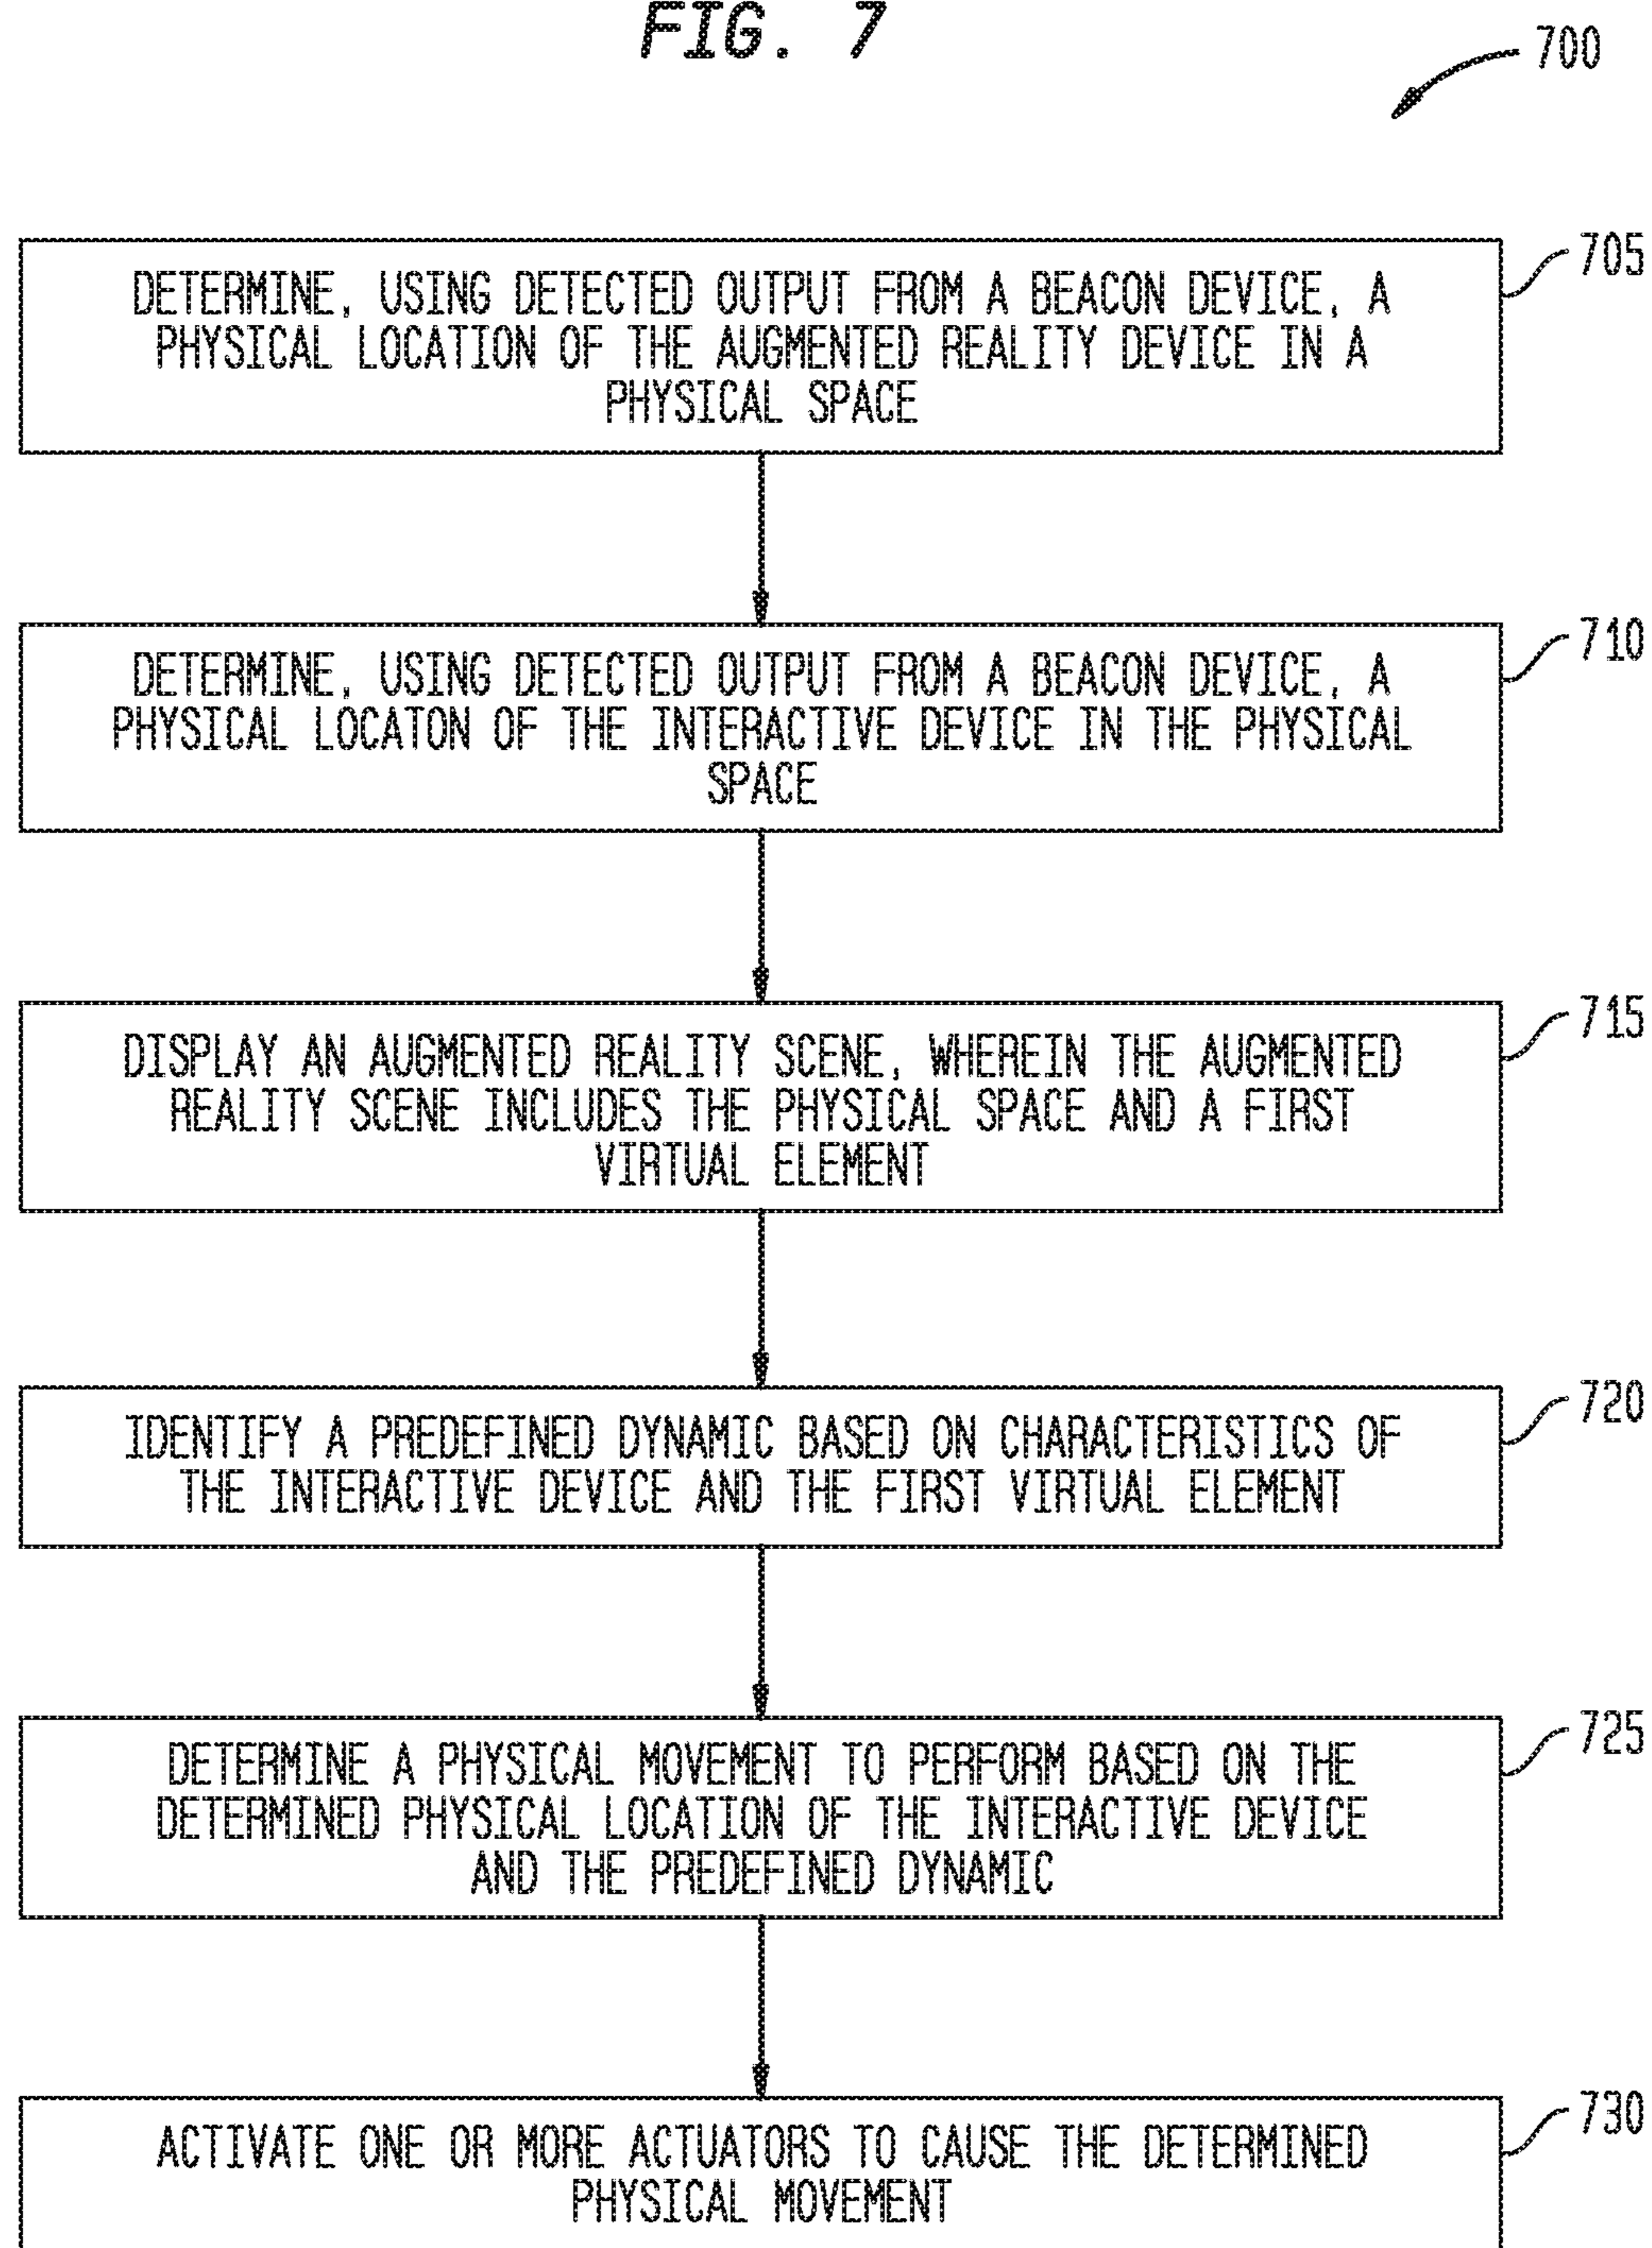 FIG. 7
700
705
DETERMINE, USING DETECTED OUTPUT FROM A BEACON DEVICE, A
PHYSICAL LOCATION OF THE AUGMENTED REALITY DEVICE IN A
PHYSICAL SPACE
710
DETERMINE, USING DETECTED OUTPUT FROM A BEACON DEVICE, A
PHYSICAL LOCATON OF THE INTERACTIVE DEVICE IN THE PHYSICAL
SPACE
715
DISPLAY AN AUGMENTED REALITY SCENE, WHEREIN THE AUGMENTED
REALITY SCENE INCLUDES THE PHYSICAL SPACE AND A FIRST
VIRTUAL ELEMENT
720
IDENTIFY A PREDEFINED DYNAMIC BASED ON CHARACTERISTICS OF
THE INTERACTIVE DEVICE AND THE FIRST VIRTUAL ELEMENT
725
DETERMINE A PHYSICAL MOVEMENT TO PERFORM BASED ON THE
DETERMINED PHYSICAL LOCATION OF THE INTERACTIVE DEVICE
AND THE PREDEFINED DYNAMIC
730
ACTIVATE ONE OR MORE ACTUATORS TO CAUSE THE DETERMINED
PHYSICAL MOVEMENT